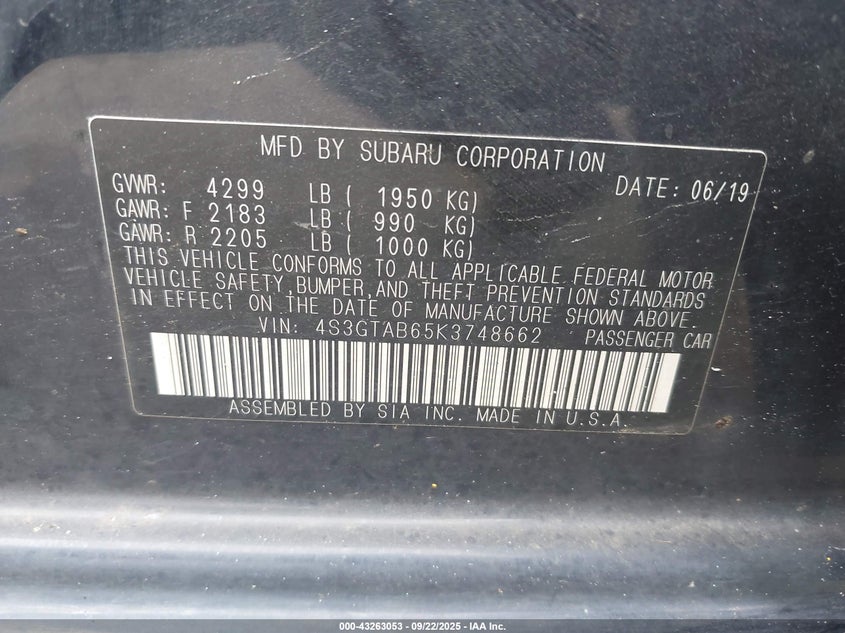 MFD BY SUBARU CORPORATION
GVWR: 4299 LB ( 1950 KG) DATE: 06/19
GAWR: F 2183 LB ( 990 KG)
GAWR: R 2205 LB ( 1000 KG)
THIS VEHICLE CONFORMS TO ALL APPLICABLE FEDERAL MOTOR
VEHICLE SAFETY, BUMPER, AND THEFT PREVENTION STANDARDS
IN EFFECT ON THE DATE OF MANUFACTURE SHOWN ABOVE
VIN: 4S3GTAB65K3748662 PASSENGER CAR
ASSEMBLED BY SIA INC. MADE IN U.S.A.
000-43263053 - 09/22/2025 - IAA Inc.